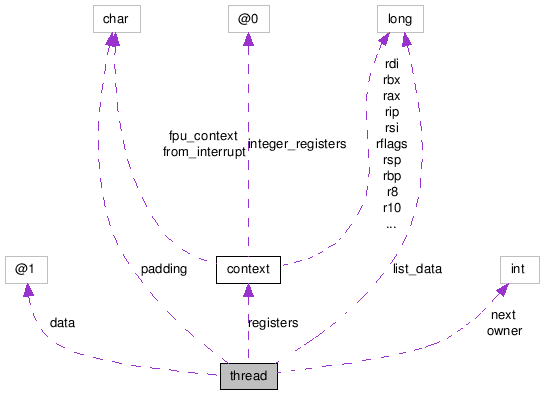 char
@0
long
rdi
rbx
rax
rip
rsi
rflags
rsp
rbp
r8
r10
...
fpu_context
from_interrupt
integer_registers
@1
context
int
padding
list_data
data
registers
next
owner
thread